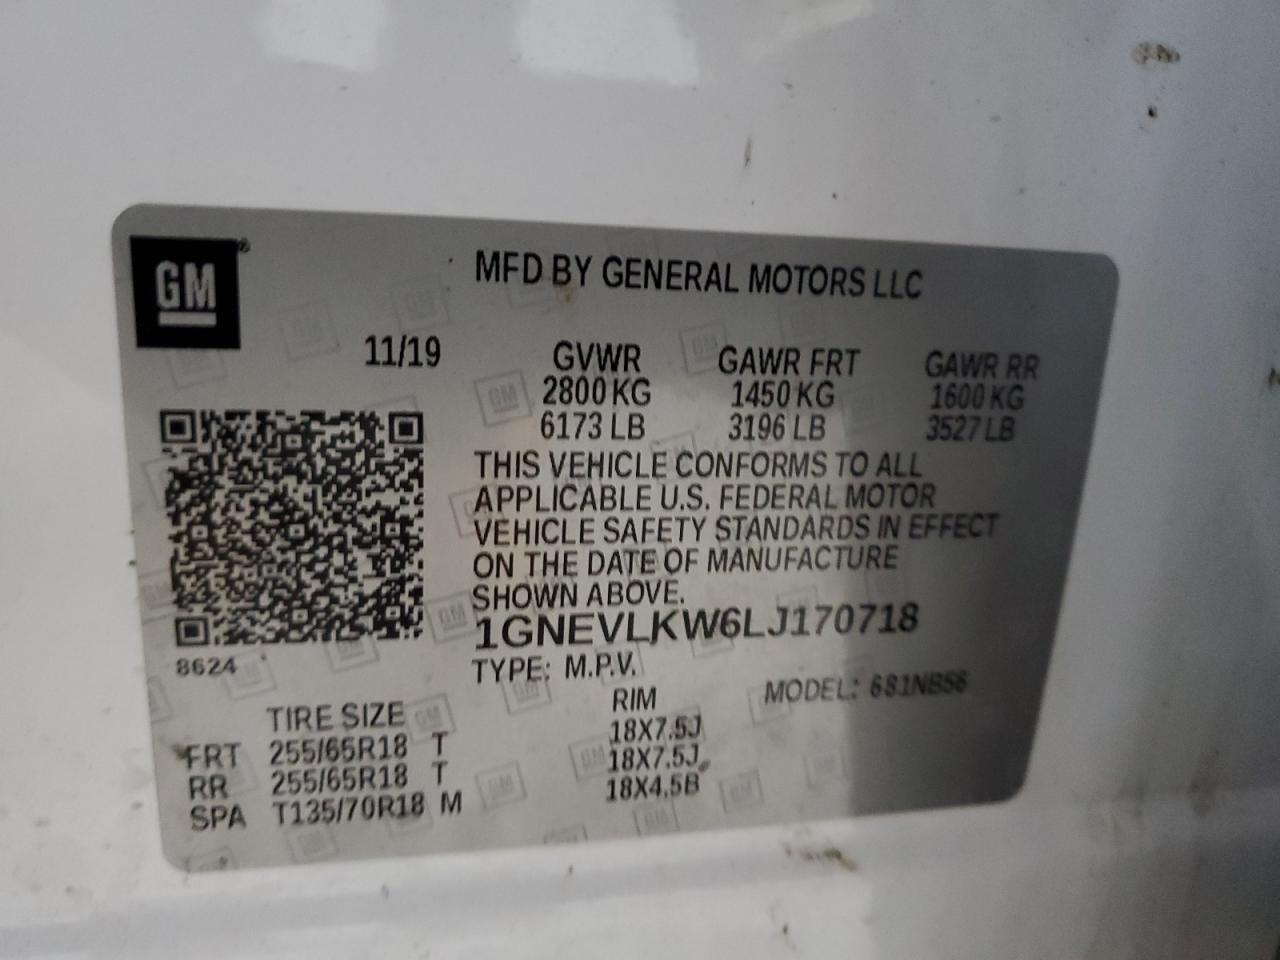 GM
MFD BY GENERAL MOTORS LLC
11/19 GVWR GAWR FRT GAWR RR
2800 KG 1450 KG 1600 KG
6173 LB 3196 LB 3527 LB
THIS VEHICLE CONFORMS TO ALL
APPLICABLE U.S. FEDERAL MOTOR
VEHICLE SAFETY STANDARDS IN EFFECT
ON THE DATE OF MANUFACTURE
SHOWN ABOVE.
1GNEVLKW6LJ170718
8624 TYPE: M.P.V. MODEL: 681NB56
TIRE SIZE RIM
FRT 255/65R18 T 18X7.5J
RR 255/65R18 T 18X7.5J
SPA T135/70R18 M 18X4.5B